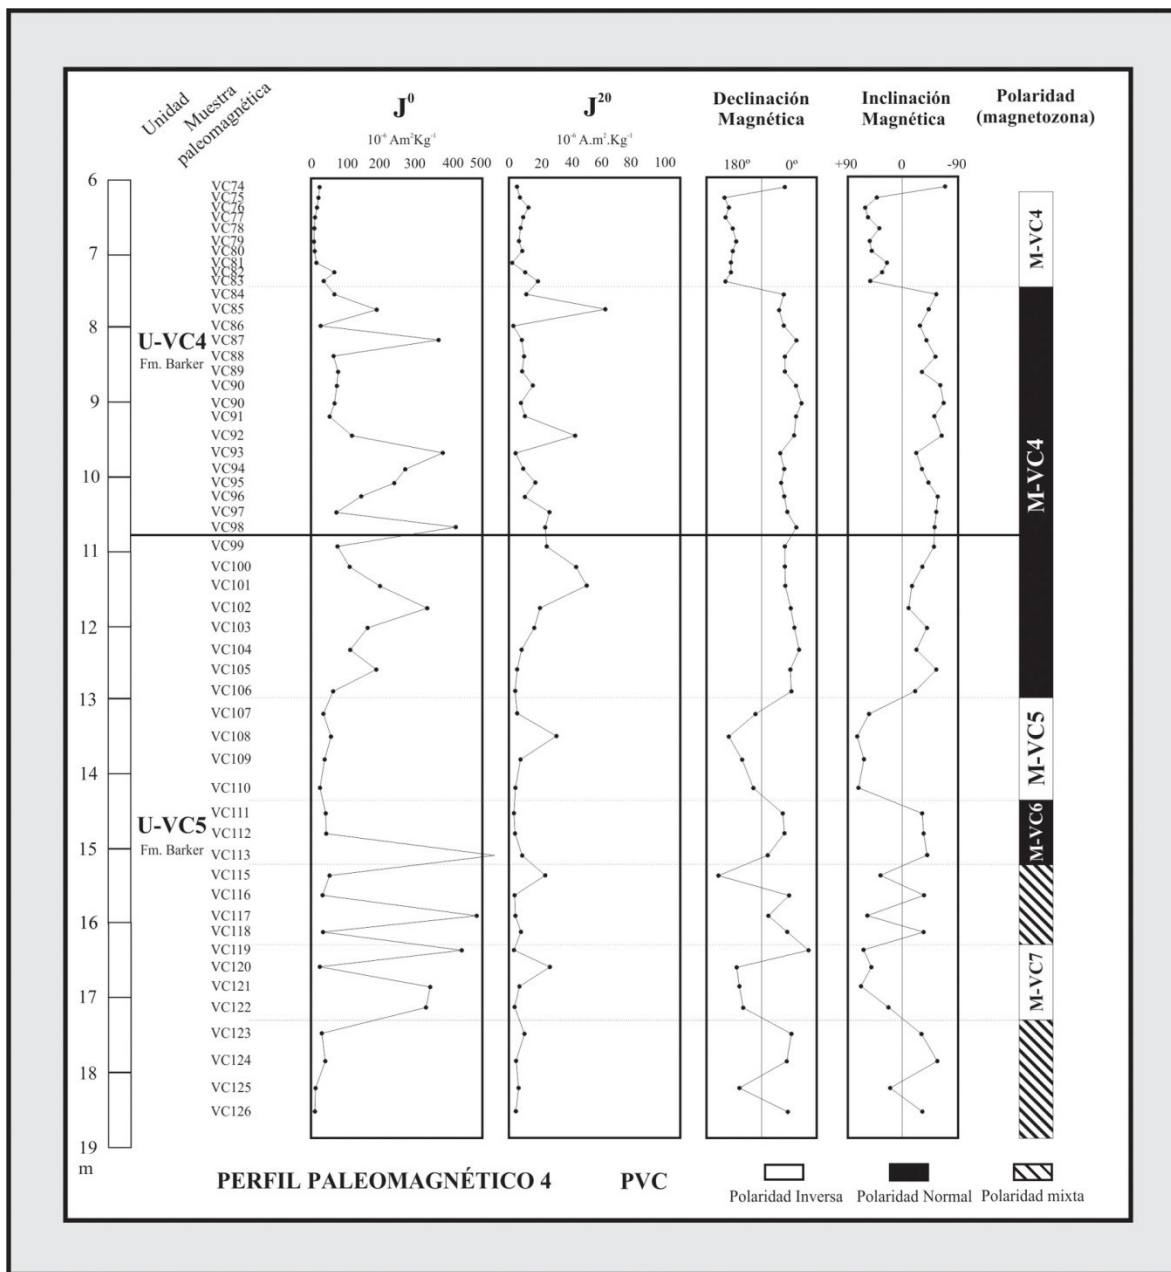 Unidad
Muestra
paleomagnética
J⁰
10⁻⁶ Am²Kg⁻¹
0 100 200 300 400 500
J²⁰
10⁻⁶ A.m².Kg⁻¹
0 20 40 60 80 100
Declinación
Magnética
180º 0º
Inclinación
Magnética
+90 0 -90
Polaridad
(magnetozona)
6
7
8
9
10
11
12
13
14
15
16
17
18
19
m
U-VC4
Fm. Barker
U-VC5
Fm. Barker
VC74
VC75
VC76
VC77
VC78
VC79
VC80
VC81
VC82
VC83
VC84
VC85
VC86
VC87
VC88
VC89
VC90
VC90
VC91
VC92
VC93
VC94
VC95
VC96
VC97
VC98
VC99
VC100
VC101
VC102
VC103
VC104
VC105
VC106
VC107
VC108
VC109
VC110
VC111
VC112
VC113
VC115
VC116
VC117
VC118
VC119
VC120
VC121
VC122
VC123
VC124
VC125
VC126
M-VC4
M-VC4
M-VC5
M-VC6
M-VC7
PERFIL PALEOMAGNÉTICO 4 PVC
Polaridad Inversa
Polaridad Normal
Polaridad mixta